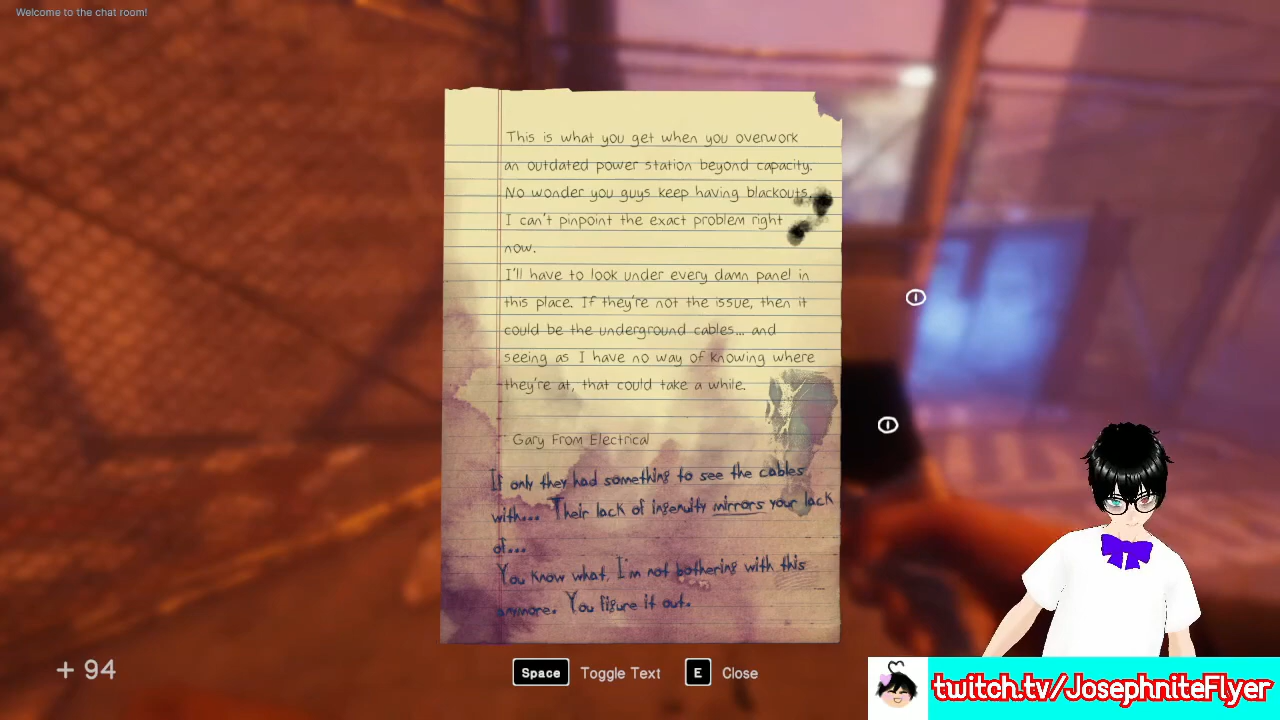 Welcome to the chat room!
This is what you get when you overwork
an outdated power station beyond capacity.
No wonder you guys keep having blackouts,
I can't pinpoint the exact problem right
now.
I'll have to look under every damn panel in
this place. If they're not the issue, then it
could be the underground cables... and
seeing as I have no way of knowing where
they're at, that could take a while.
- Gary From Electrical
If only they had something to see the cables
with... Their lack of ingenuity mirrors your lack
of...
You know what, I'm not bothering with this
anymore. You figure it out.
+ 94
Space Toggle Text E Close
twitch.tv/JosephniteFlyer